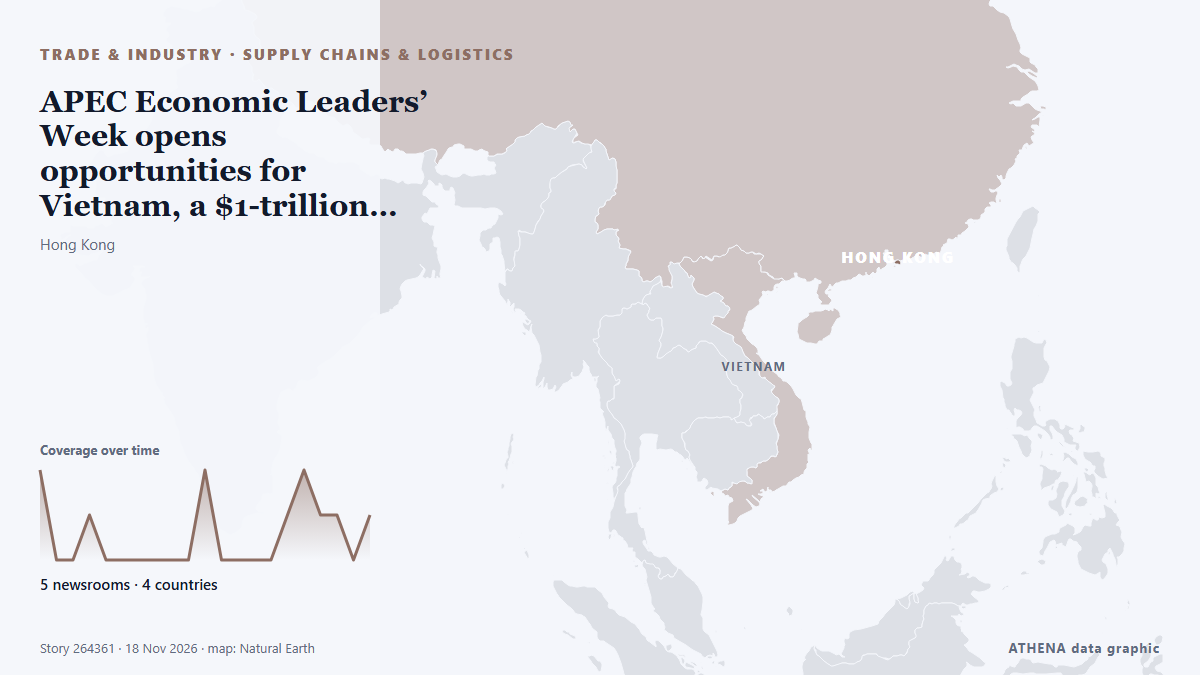 TRADE & INDUSTRY · SUPPLY CHAINS & LOGISTICS
APEC Economic Leaders’
Week opens
opportunities for
Vietnam, a $1-trillion…
Hong Kong
HONG KONG
VIETNAM
Coverage over time
5 newsrooms · 4 countries
Story 264361 · 18 Nov 2026 · map: Natural Earth
ATHENA data graphic